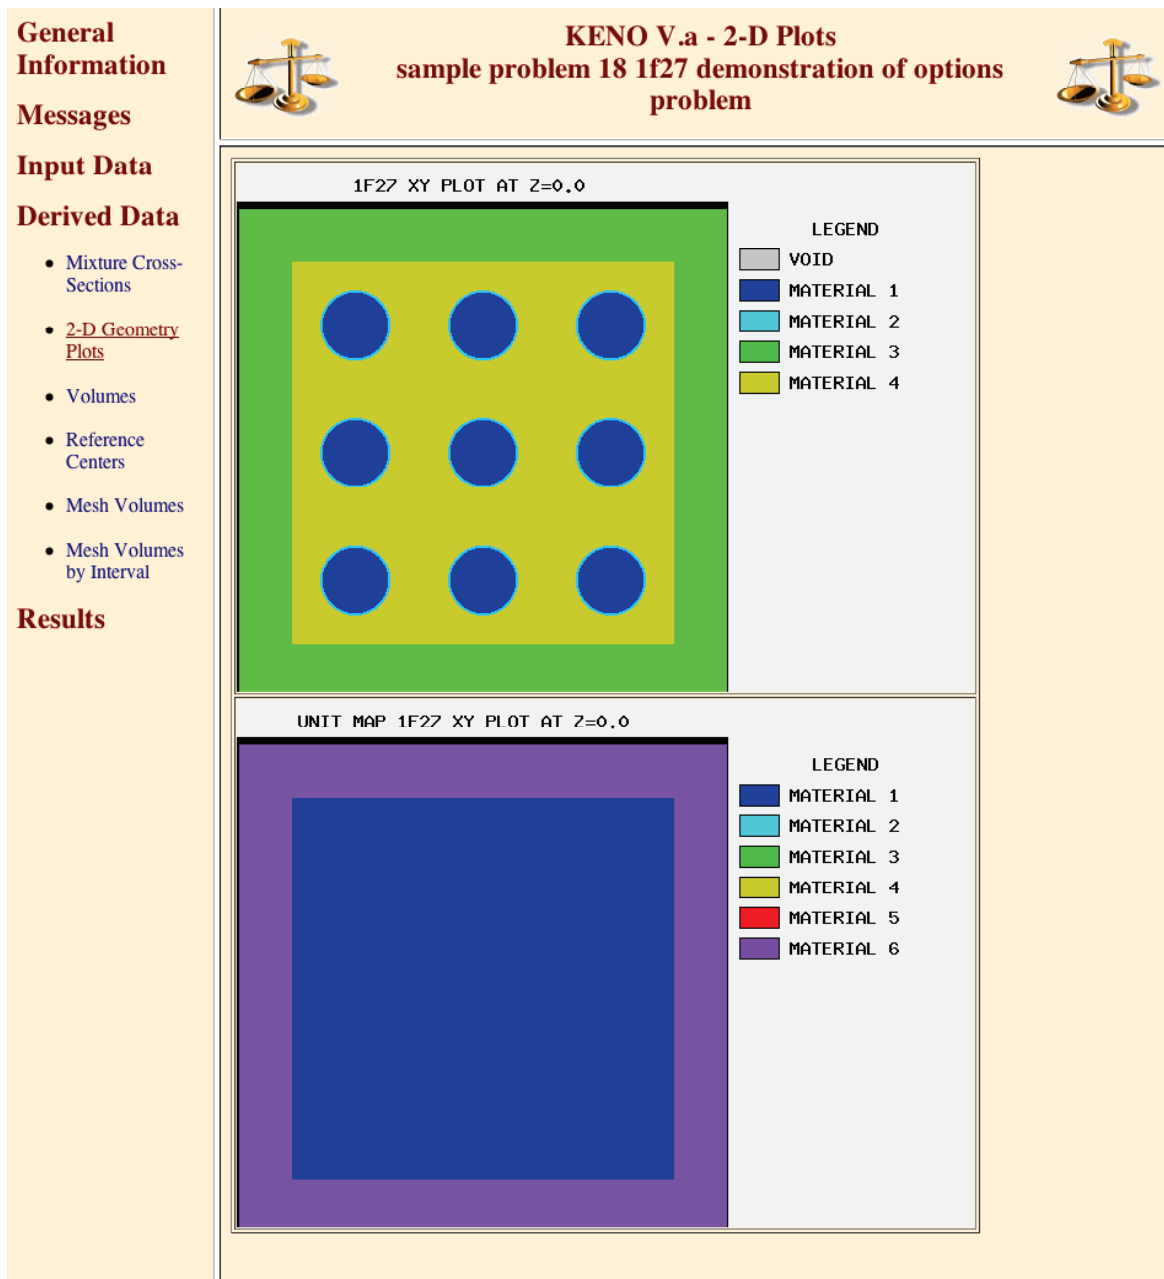 General
Information
Messages
Input Data
Derived Data
Mixture Cross-
Sections
2-D Geometry
Plots
Volumes
Reference
Centers
Mesh Volumes
Mesh Volumes
by Interval
Results
KENO V.a - 2-D Plots
sample problem 18 1f27 demonstration of options
problem
1F27 XY PLOT AT Z=0.0
LEGEND
VOID
MATERIAL 1
MATERIAL 2
MATERIAL 3
MATERIAL 4
UNIT MAP 1F27 XY PLOT AT Z=0.0
LEGEND
MATERIAL 1
MATERIAL 2
MATERIAL 3
MATERIAL 4
MATERIAL 5
MATERIAL 6